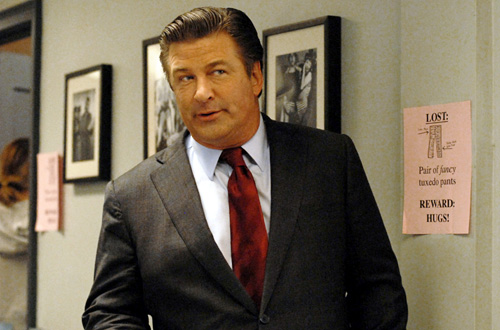 LOST:
Pair of fancy
tuxedo pants
REWARD:
HUGS!